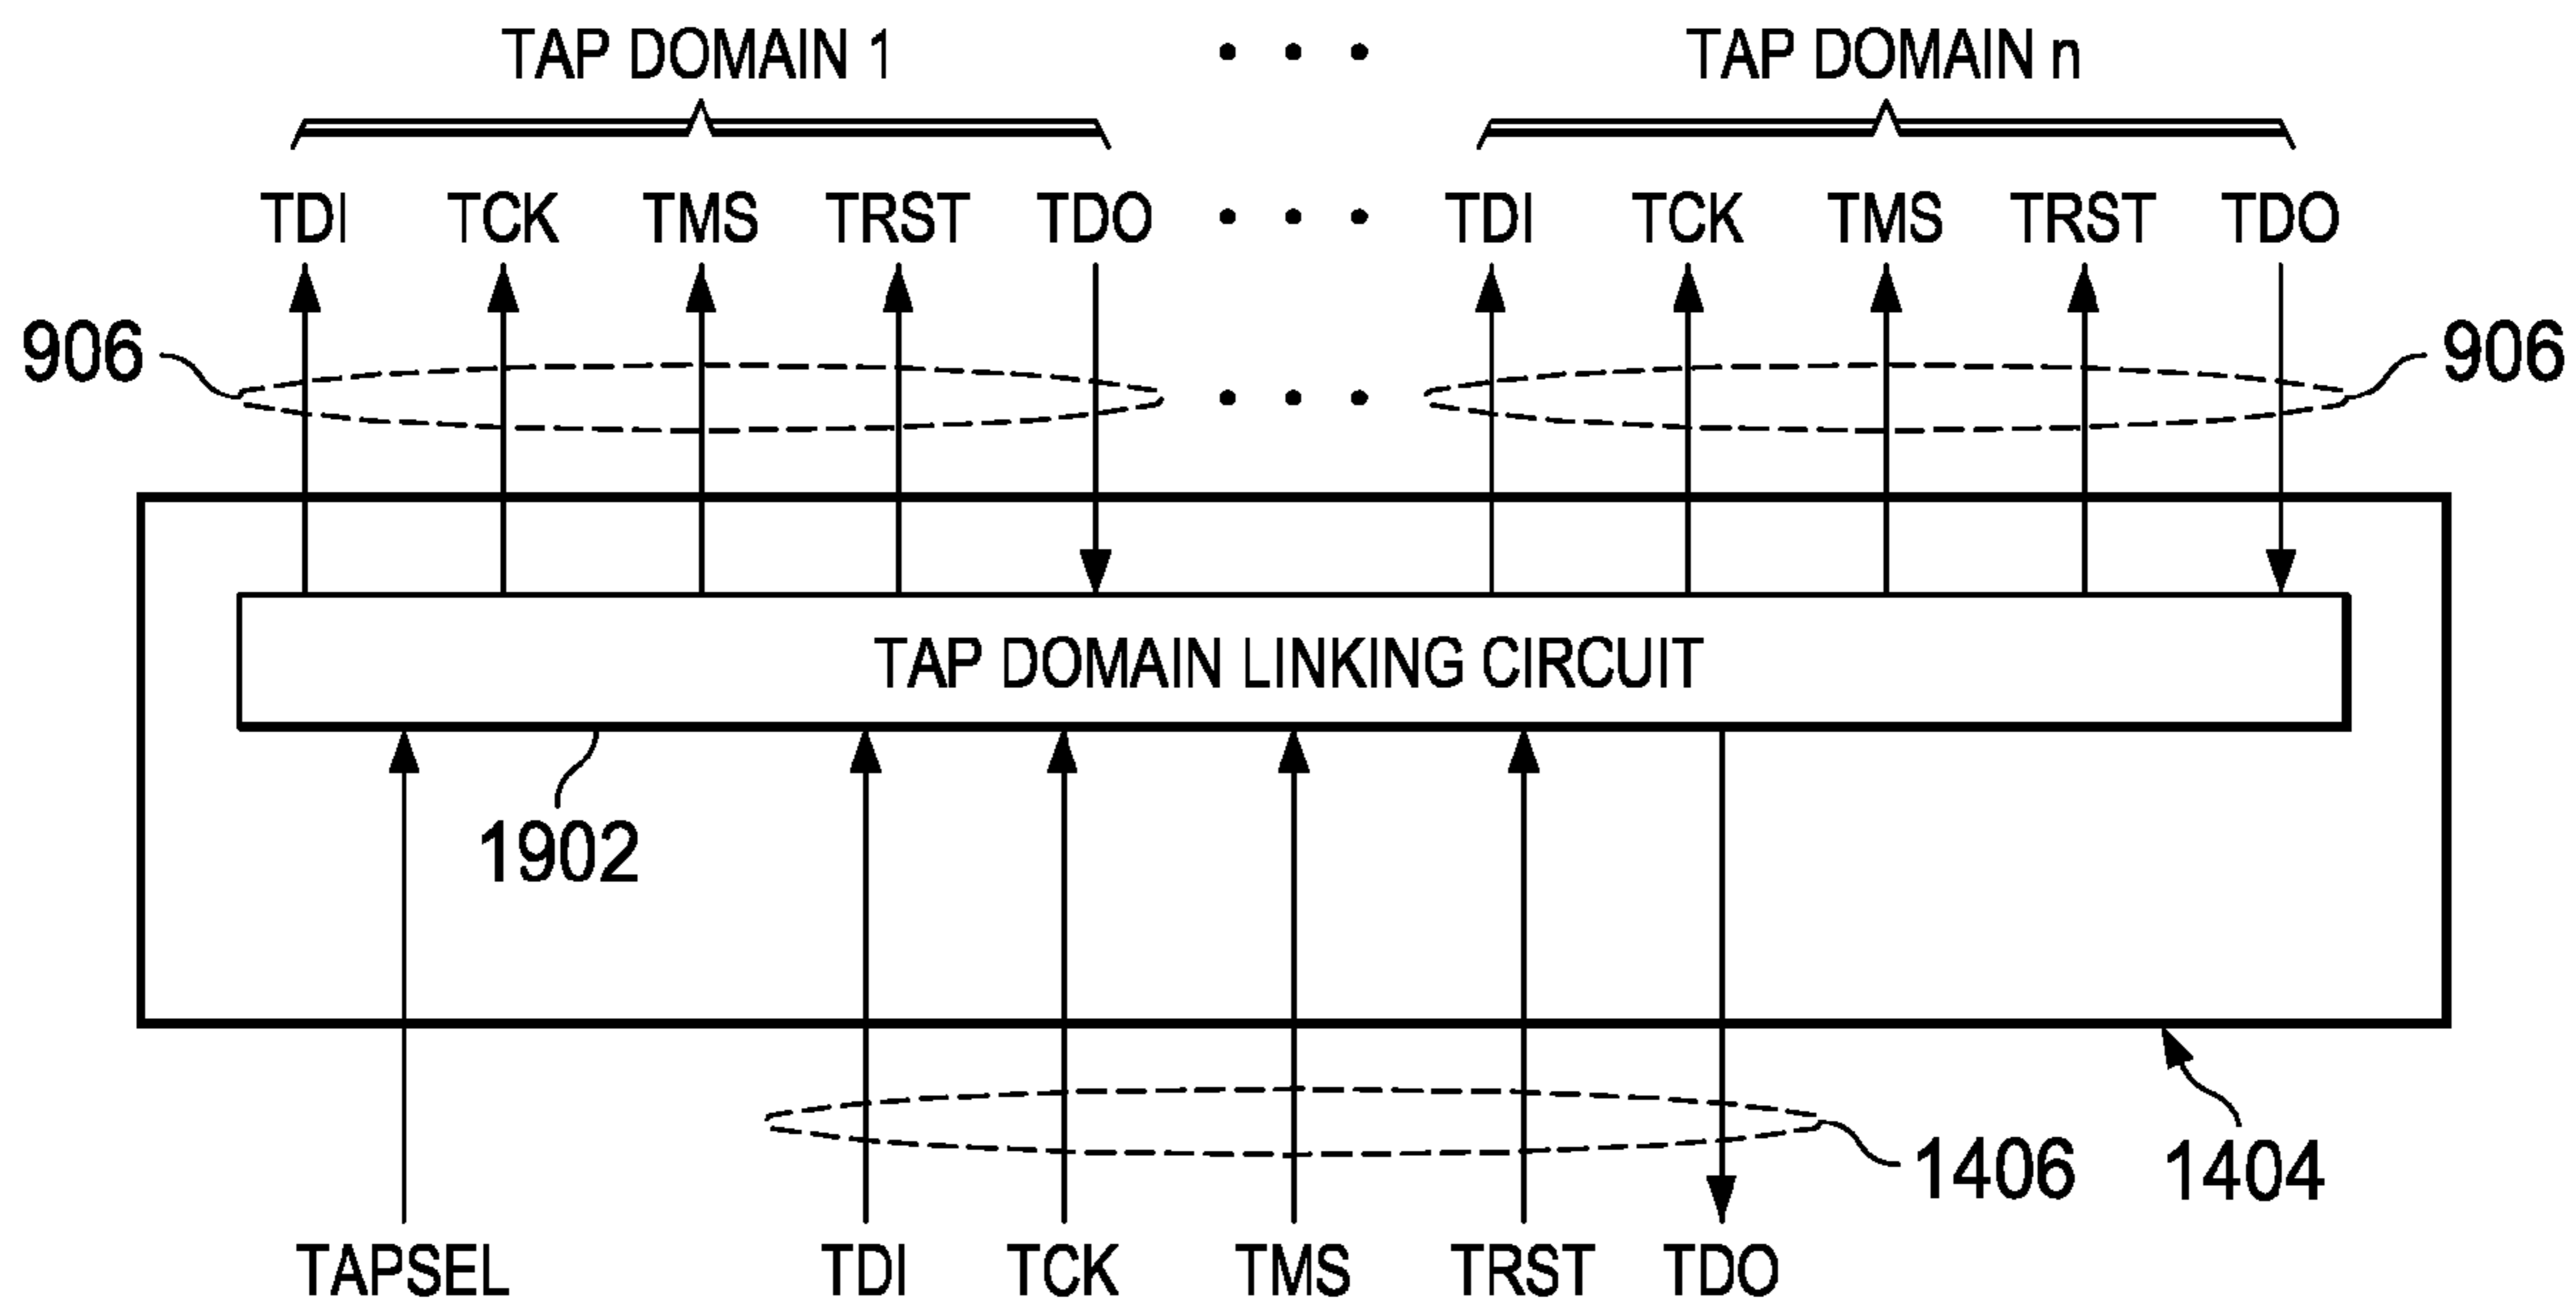 TAP DOMAIN 1 • • • TAP DOMAIN n
TDI TCK TMS TRST TDO • • • TDI TCK TMS TRST TDO
906 • • • 906
TAP DOMAIN LINKING CIRCUIT
1902
1406 1404
TAPSEL TDI TCK TMS TRST TDO